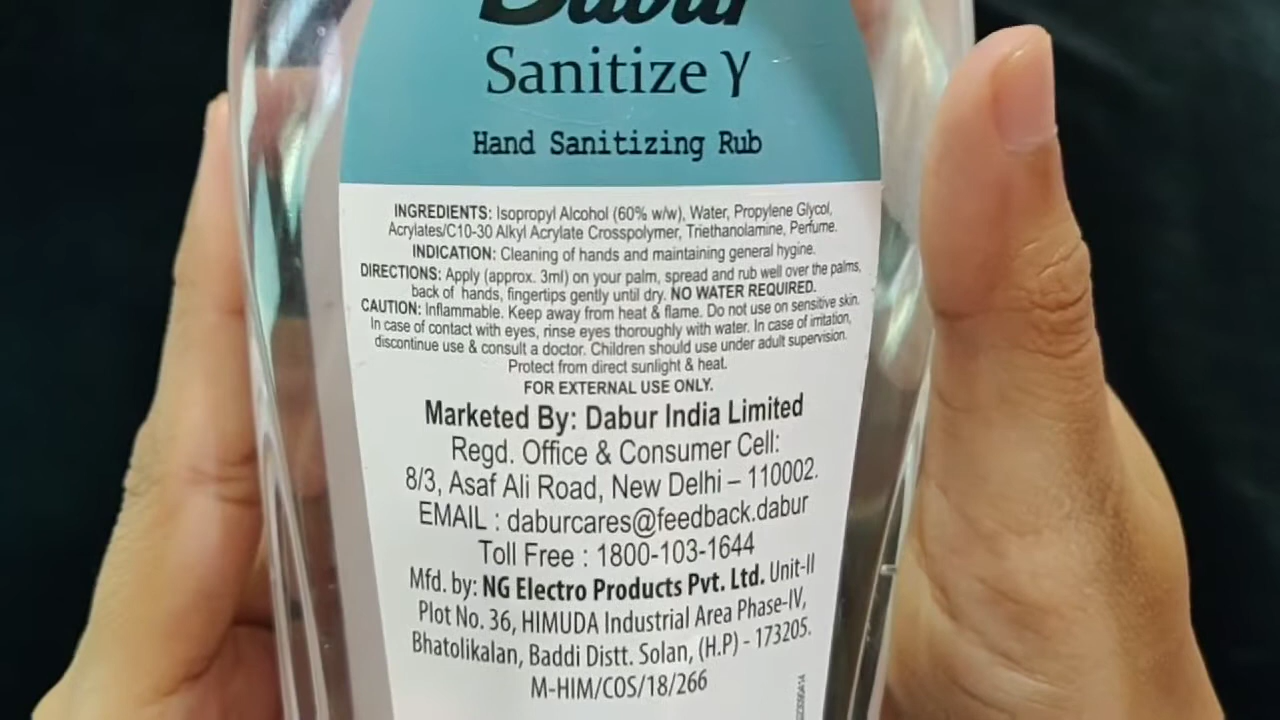 Dabur
Sanitize γ
Hand Sanitizing Rub
INGREDIENTS: Isopropyl Alcohol (60% w/w), Water, Propylene Glycol,
Acrylates/C10-30 Alkyl Acrylate Crosspolymer, Triethanolamine, Perfume.
INDICATION: Cleaning of hands and maintaining general hygine.
DIRECTIONS: Apply (approx. 3ml) on your palm, spread and rub well over the palms,
back of hands, fingertips gently until dry. NO WATER REQUIRED.
CAUTION: Inflammable. Keep away from heat & flame. Do not use on sensitive skin.
In case of contact with eyes, rinse eyes thoroughly with water. In case of irritation,
discontinue use & consult a doctor. Children should use under adult supervision.
Protect from direct sunlight & heat.
FOR EXTERNAL USE ONLY.
Marketed By: Dabur India Limited
Regd. Office & Consumer Cell:
8/3, Asaf Ali Road, New Delhi – 110002.
EMAIL : daburcares@feedback.dabur
Toll Free : 1800-103-1644
Mfd. by: NG Electro Products Pvt. Ltd. Unit-II
Plot No. 36, HIMUDA Industrial Area Phase-IV,
Bhatolikalan, Baddi Distt. Solan, (H.P) - 173205.
M-HIM/COS/18/266